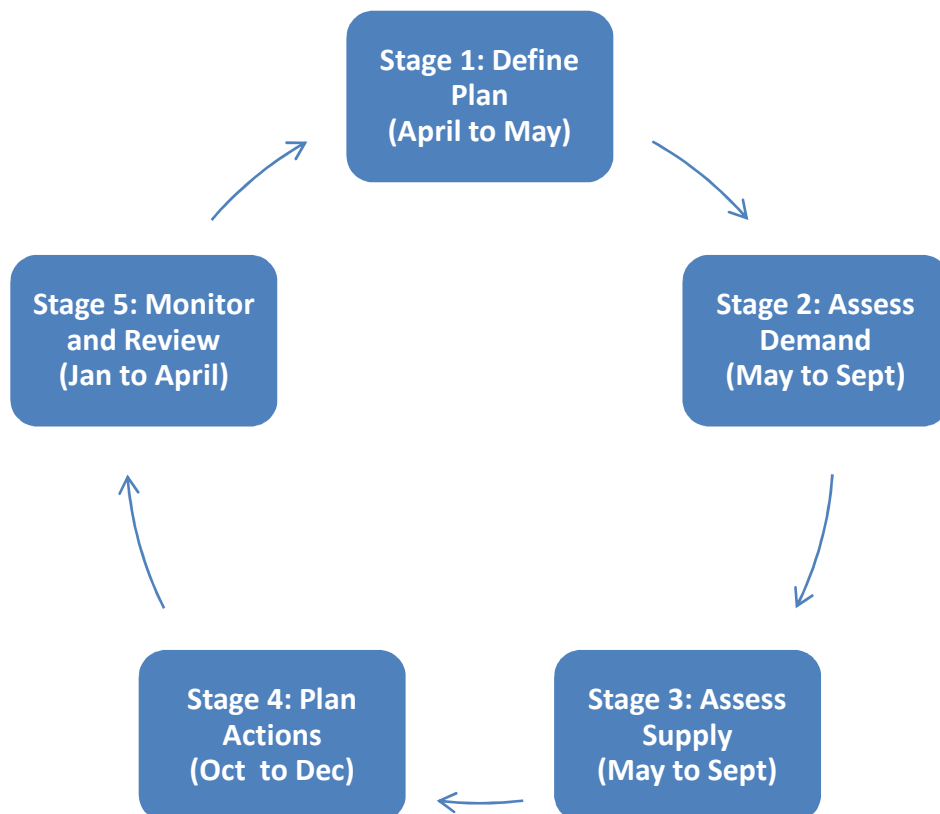 Stage 1: Define
Plan
(April to May)
Stage 2: Assess
Demand
(May to Sept)
Stage 3: Assess
Supply
(May to Sept)
Stage 4: Plan
Actions
(Oct  to Dec)
Stage 5: Monitor
and Review
(Jan to April)